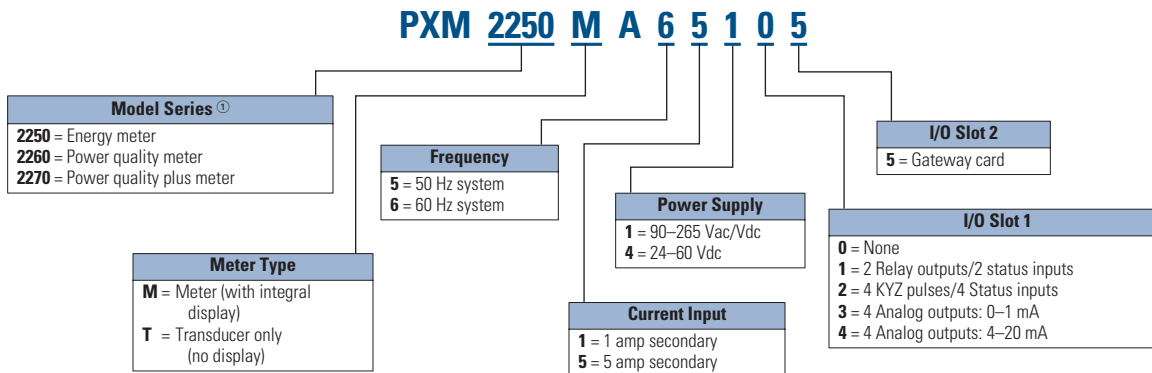 PXM 2250 M A 6 5 1 0 5
Model Series ①
2250 = Energy meter
2260 = Power quality meter
2270 = Power quality plus meter
Meter Type
M = Meter (with integral
display)
T = Transducer only
(no display)
Frequency
5 = 50 Hz system
6 = 60 Hz system
Current Input
1 = 1 amp secondary
5 = 5 amp secondary
Power Supply
1 = 90–265 Vac/Vdc
4 = 24–60 Vdc
I/O Slot 1
0 = None
1 = 2 Relay outputs/2 status inputs
2 = 4 KYZ pulses/4 Status inputs
3 = 4 Analog outputs: 0–1 mA
4 = 4 Analog outputs: 4–20 mA
I/O Slot 2
5 = Gateway card